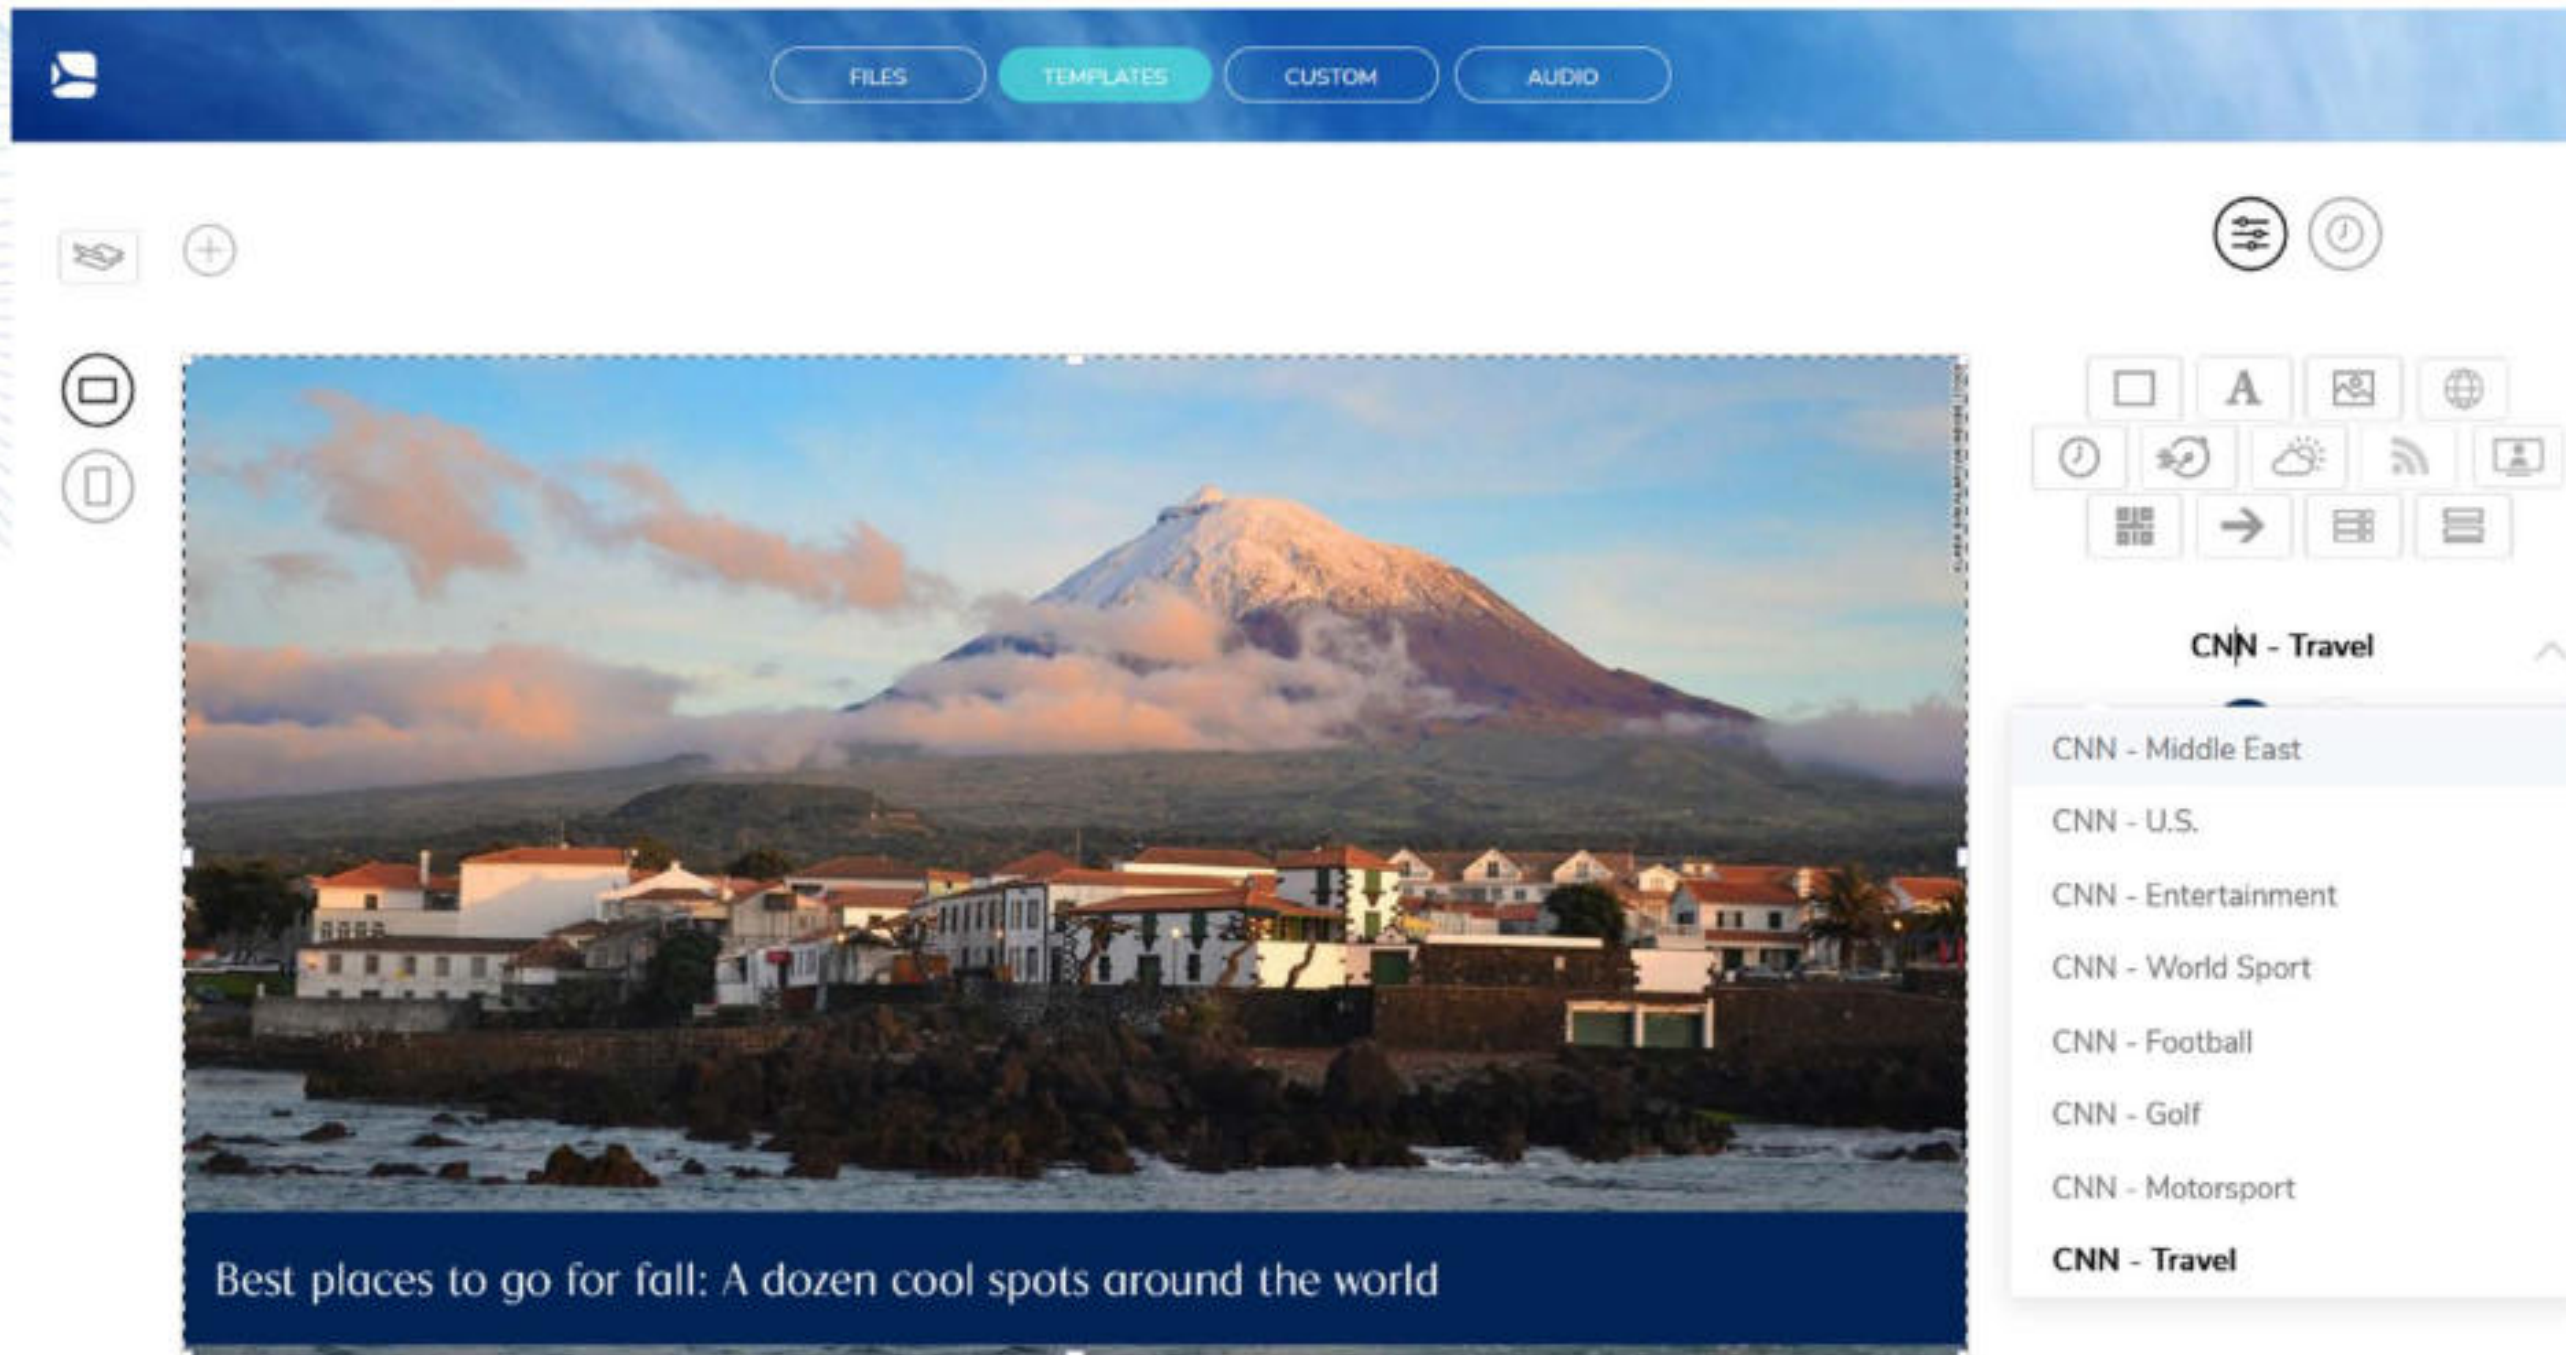 FILES
TEMPLATES
CUSTOM
AUDIO
A
CNN - Travel
CNN - Middle East
CNN - U.S.
CNN - Entertainment
CNN - World Sport
CNN - Football
CNN - Golf
CNN - Motorsport
CNN - Travel
Best places to go for fall: A dozen cool spots around the world